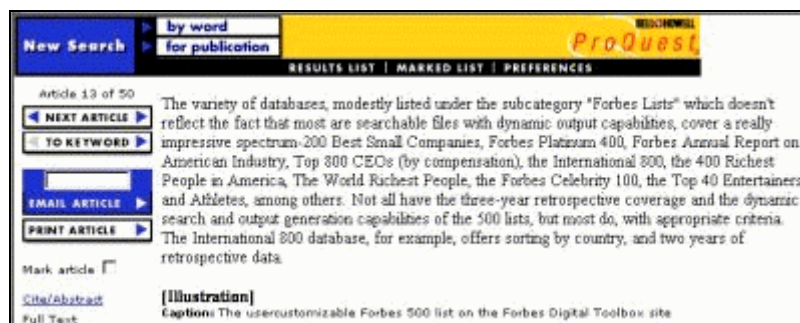 New Search
by word
for publication
BELL HOWELL
ProQuest
RESULTS LIST | MARKED LIST | PREFERENCES
Article 13 of 50
NEXT ARTICLE
TO KEYWORD
EMAIL ARTICLE
PRINT ARTICLE
Mark article
Cite/Abstract
Full Text
The variety of databases, modestly listed under the subcategory "Forbes Lists" which doesn't
reflect the fact that most are searchable files with dynamic output capabilities, cover a really
impressive spectrum-200 Best Small Companies, Forbes Platinum 400, Forbes Annual Report on
American Industry, Top 800 CEOs (by compensation), the International 800, the 400 Richest
People in America, The World Richest People, the Forbes Celebrity 100, the Top 40 Entertainers
and Athletes, among others. Not all have the three-year retrospective coverage and the dynamic
search and output generation capabilities of the 500 lists, but most do, with appropriate criteria.
The International 800 database, for example, offers sorting by country, and two years of
retrospective data.
[Illustration]
Caption: The usercustomizable Forbes 500 list on the Forbes Digital Toolbox site